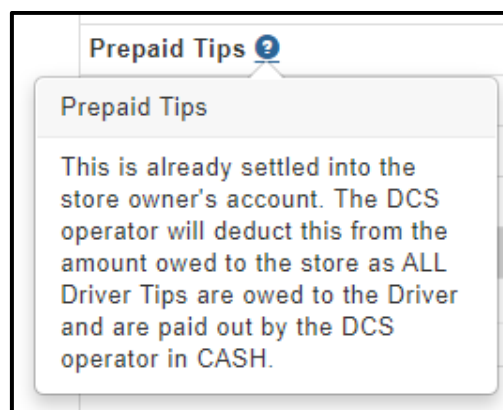 Prepaid Tips ?
Prepaid Tips
This is already settled into the
store owner's account. The DCS
operator will deduct this from the
amount owed to the store as ALL
Driver Tips are owed to the Driver
and are paid out by the DCS
operator in CASH.